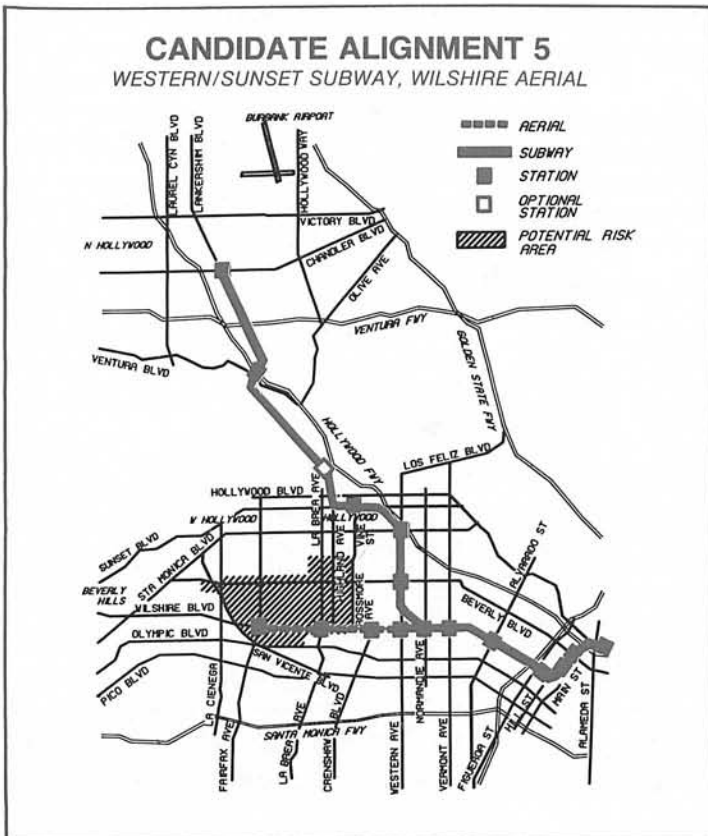 CANDIDATE ALIGNMENT 5
WESTERN/SUNSET SUBWAY, WILSHIRE AERIAL
BURBANK AIRPORT
AERIAL
SUBWAY
STATION
OPTIONAL
STATION
POTENTIAL RISK
AREA
LAUREL CYN BLVD
LANKERSHIM BLVD
HOLLYWOOD WAY
VICTORY BLVD
N HOLLYWOOD
CHANDLER BLVD
OLIVE AVE
VENTURA FWY
GOLDEN STATE FWY
VENTURA BLVD
HOLLYWOOD FWY
LOS FELIZ BLVD
LA BREA AVE
HOLLYWOOD BLVD
W HOLLYWOOD
HOLLYWOOD
HIGHLAND AVE
VINE ST
SUNSET BLVD
STA MONICA BLVD
ALVARADO ST
BEVERLY
HILLS
ROSSMORE
AVE
BEVERLY BLVD
WILSHIRE BLVD
OLYMPIC BLVD
PICO BLVD
SAN VICENTE BLVD
LA CIENEGA
FAIRFAX AVE
LA BREA AVE
CRENSHAW BLVD
SANTA MONICA FWY
WESTERN AVE
NORMANDIE AVE
VERMONT AVE
FIGUEROA ST
HILL ST
MAIN ST
ALAMEDA ST